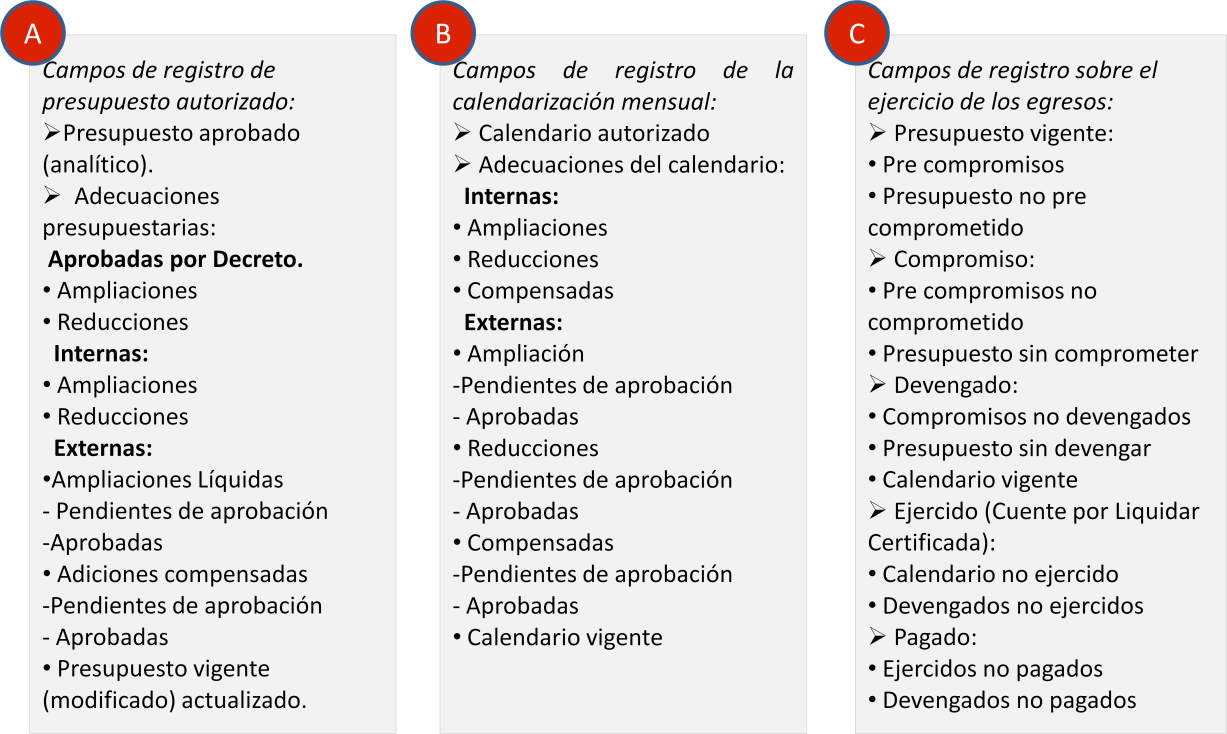 A
Campos de registro de
presupuesto autorizado:
➢Presupuesto aprobado
(analítico).
➢ Adecuaciones
presupuestarias:
Aprobadas por Decreto.
• Ampliaciones
• Reducciones
Internas:
• Ampliaciones
• Reducciones
Externas:
•Ampliaciones Líquidas
- Pendientes de aprobación
-Aprobadas
• Adiciones compensadas
-Pendientes de aprobación
- Aprobadas
• Presupuesto vigente
(modificado) actualizado.
B
Campos de registro de la
calendarización mensual:
➢ Calendario autorizado
➢ Adecuaciones del calendario:
Internas:
• Ampliaciones
• Reducciones
• Compensadas
Externas:
• Ampliación
-Pendientes de aprobación
- Aprobadas
• Reducciones
-Pendientes de aprobación
- Aprobadas
• Compensadas
-Pendientes de aprobación
- Aprobadas
• Calendario vigente
C
Campos de registro sobre el
ejercicio de los egresos:
➢ Presupuesto vigente:
• Pre compromisos
• Presupuesto no pre
comprometido
➢ Compromiso:
• Pre compromisos no
comprometido
• Presupuesto sin comprometer
➢ Devengado:
• Compromisos no devengados
• Presupuesto sin devengar
• Calendario vigente
➢ Ejercido (Cuente por Liquidar
Certificada):
• Calendario no ejercido
• Devengados no ejercidos
➢ Pagado:
• Ejercidos no pagados
• Devengados no pagados